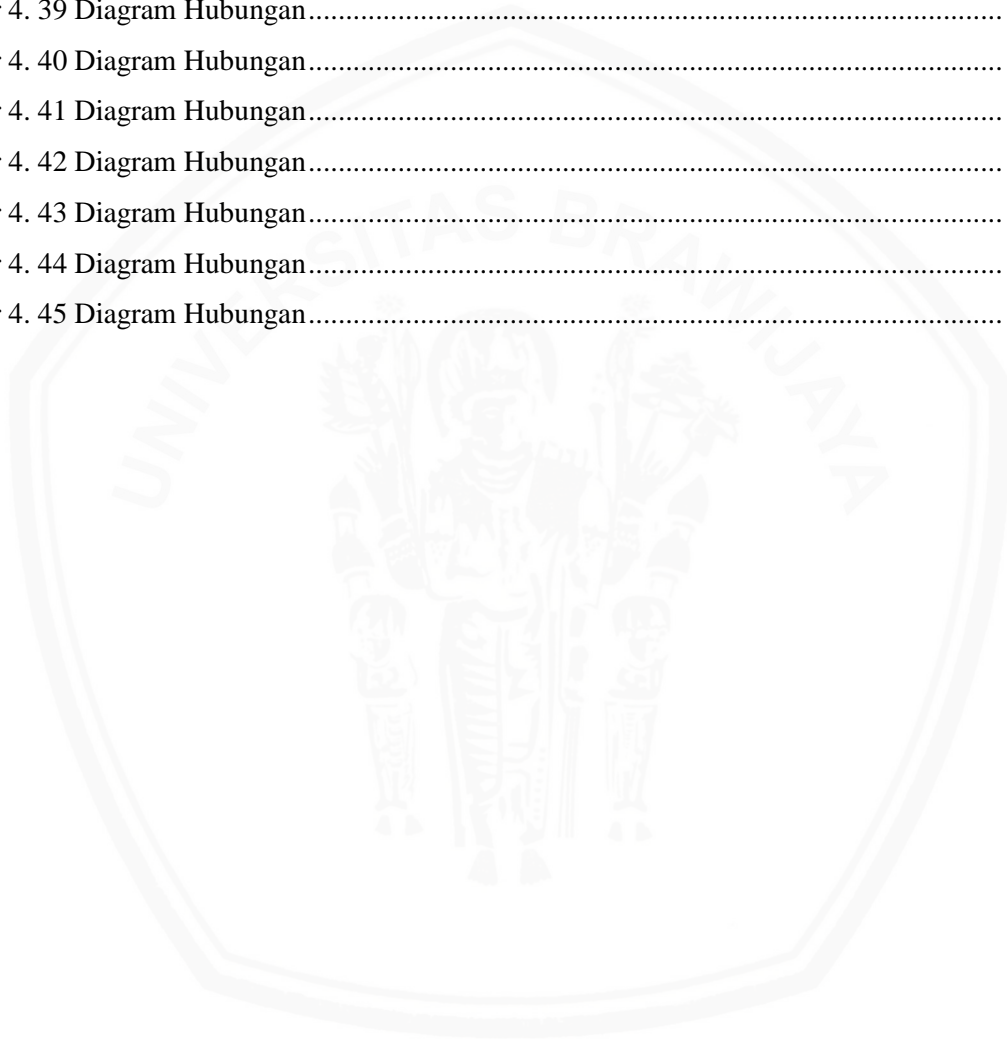 4. 39 Diagram Hubungan..........................................................................................
4. 40 Diagram Hubungan..........................................................................................
4. 41 Diagram Hubungan..........................................................................................
4. 42 Diagram Hubungan..........................................................................................
4. 43 Diagram Hubungan..........................................................................................
4. 44 Diagram Hubungan..........................................................................................
4. 45 Diagram Hubungan..........................................................................................
UNIVERSITAS BRAWIJAYA